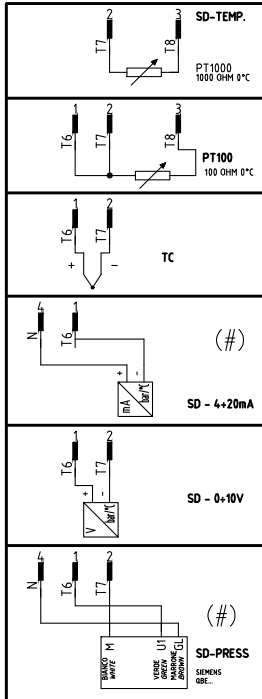 2 3 SD-TEMP.
T7 T8
PT1000
1000 OHM 0°C
1 2 3
T6 T7 T8 PT100
100 OHM 0°C
1 2
T6 T7
+ - TC
4 1
N T6 (#)
+ -
mA bar/°C
SD - 4÷20mA
1 2
T6 T7
+ -
V bar/°C
SD - 0÷10V
4 1 2
N T6 T7 (#)
M U1 GL
BIANCO WHITE VERDE GREEN MARRONE BROWN
SD-PRESS
SIEMENS
QBE...